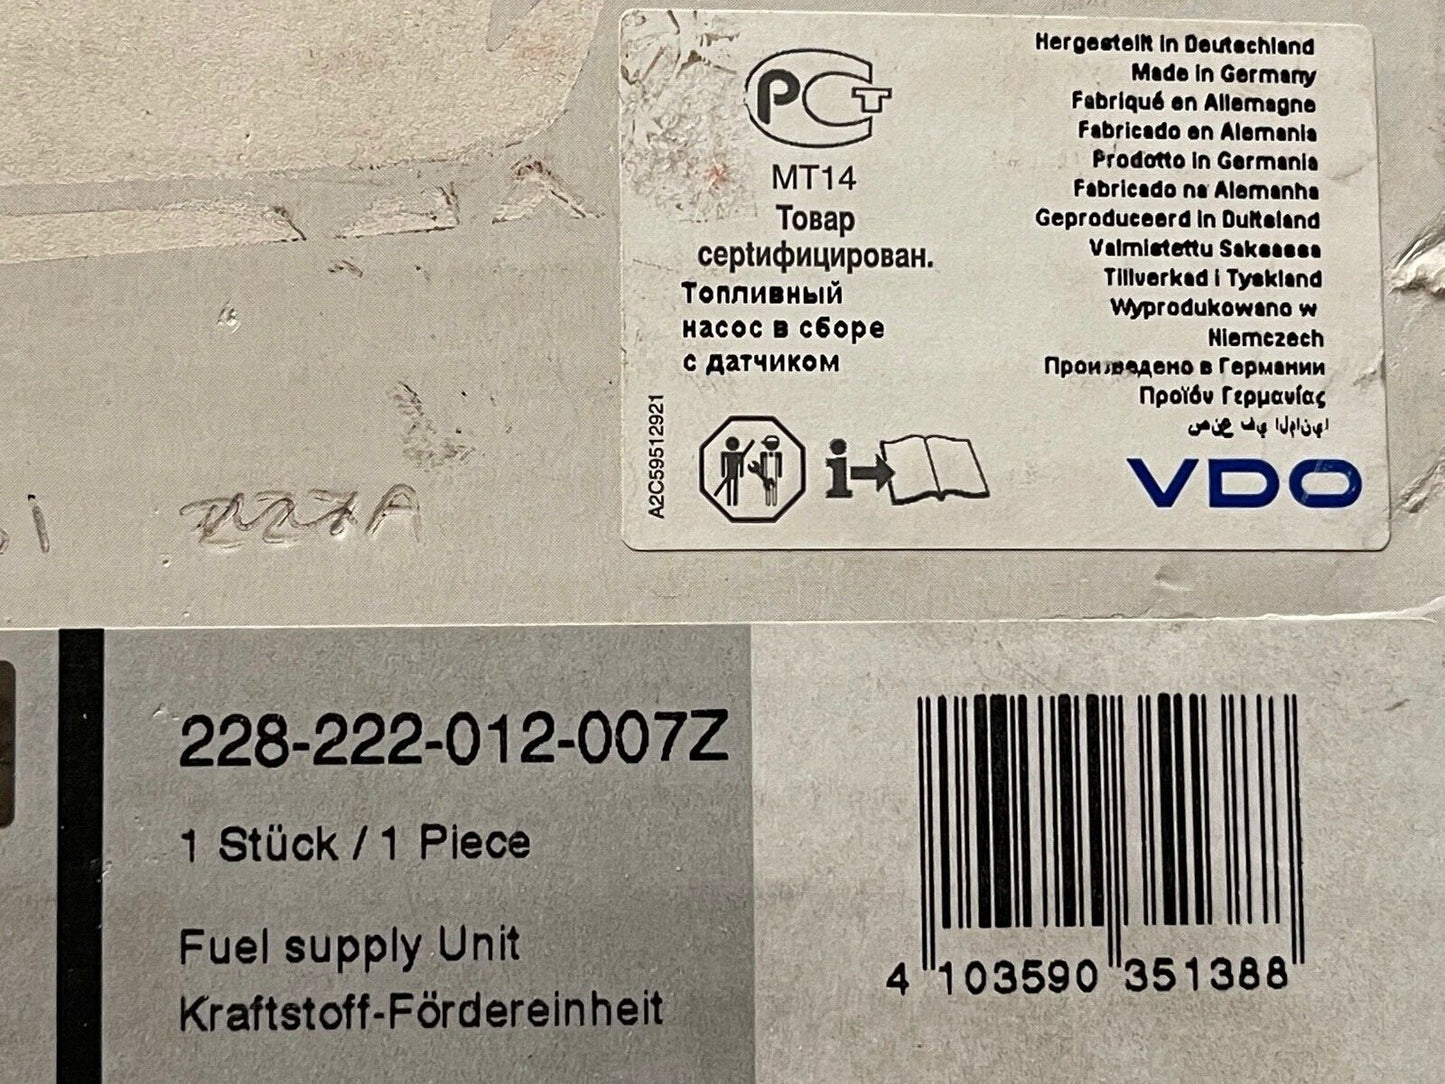 PCT
MT14
Товар
сертифицирован.
Топливный
насос в сборе
с датчиком
A2C59512921
Hergestellt in Deutschland
Made in Germany
Fabriqué en Allemagne
Fabricado en Alemania
Prodotto in Germania
Fabricado na Alemanha
Geproduceerd in Duitsland
Valmistettu Saksassa
Tillverkad i Tyskland
Wyprodukowano w
Niemczech
Произведено в Германии
Προϊόν Γερμανίας
صنع في المانيا
i
VDO
228-222-012-007Z
1 Stück / 1 Piece
Fuel supply Unit
Kraftstoff-Fördereinheit
4 103590 351388